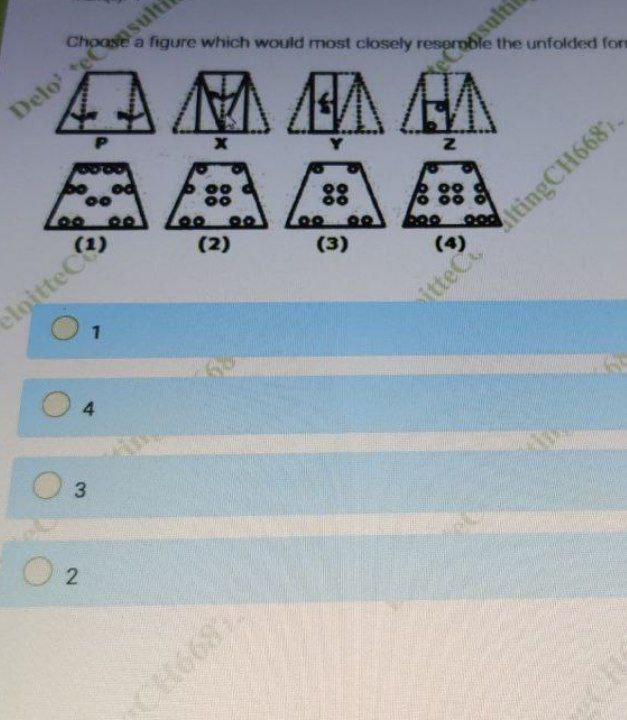 Choose a figure which would most closely resemble the unfolded for
P X Y Z
(1) (2) (3) (4)
1
4
3
2